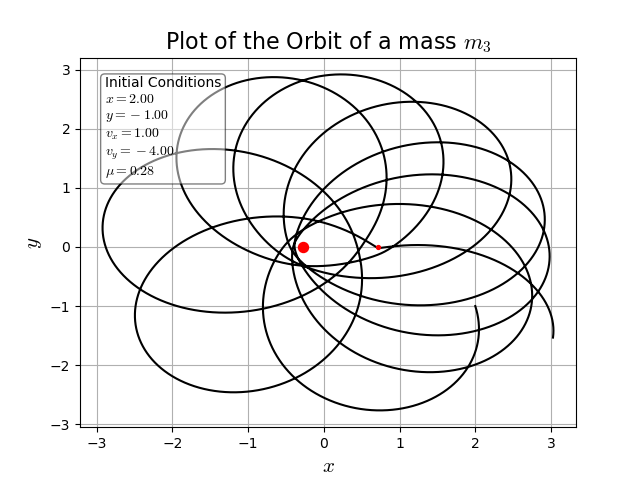 Plot of the Orbit of a mass m₃
Initial Conditions
x = 2.00
y = −1.00
vₓ = 1.00
v_y = −4.00
μ = 0.28
3
2
1
0
−1
−2
−3
y
−3 −2 −1 0 1 2 3
x